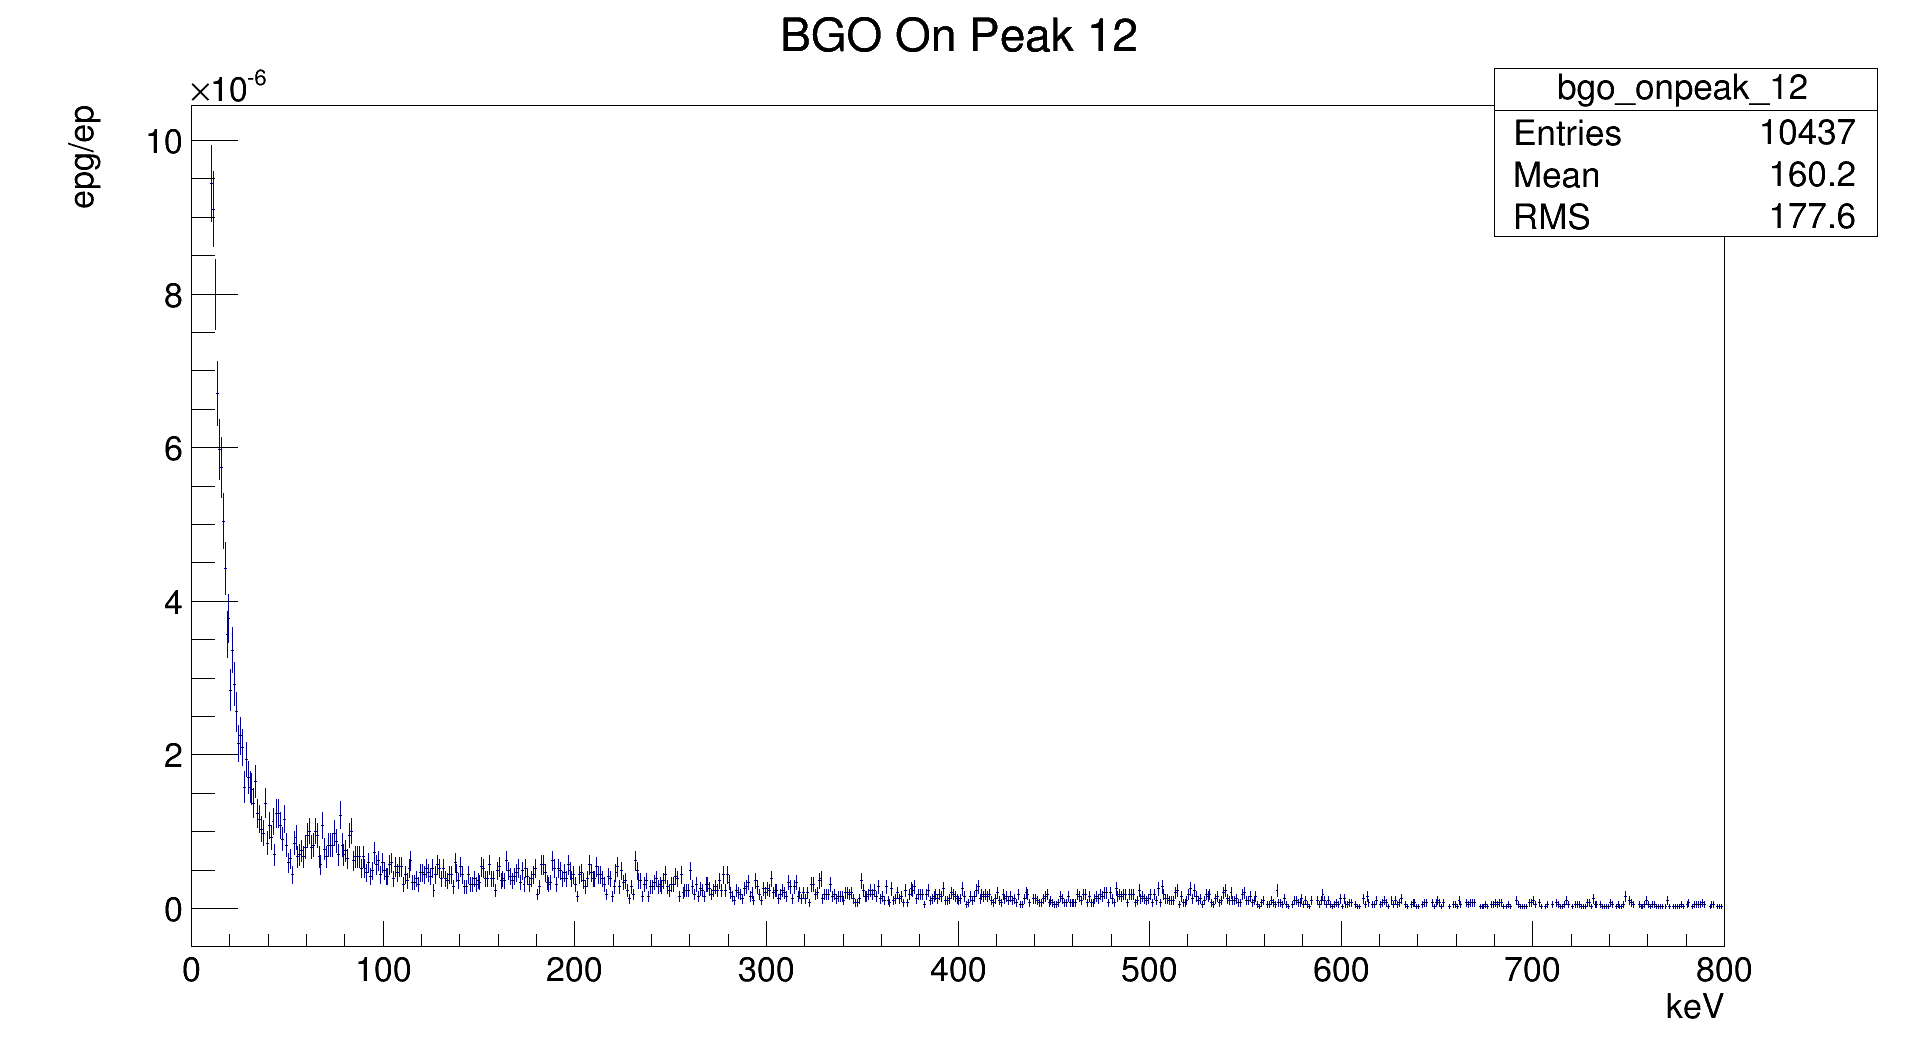 BGO On Peak 12
×10-6
epg/ep
bgo_onpeak_12
Entries 10437
Mean 160.2
RMS 177.6
10
8
6
4
2
0
0 100 200 300 400 500 600 700 800
keV